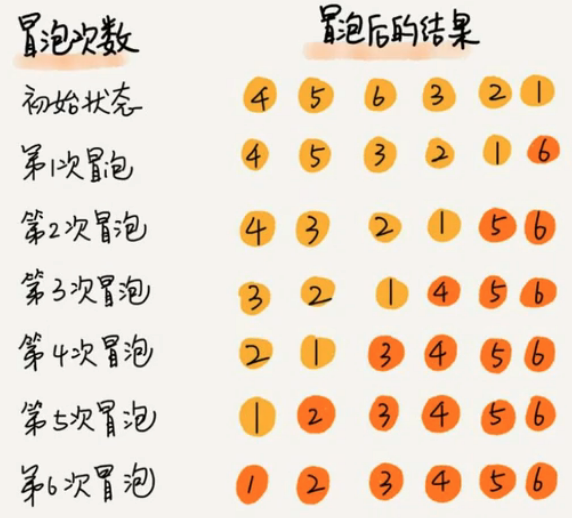 冒泡次数 冒泡后的结果
初始状态 4 5 6 3 2 1
第1次冒泡 4 5 3 2 1 6
第2次冒泡 4 3 2 1 5 6
第3次冒泡 3 2 1 4 5 6
第4次冒泡 2 1 3 4 5 6
第5次冒泡 1 2 3 4 5 6
第6次冒泡 1 2 3 4 5 6